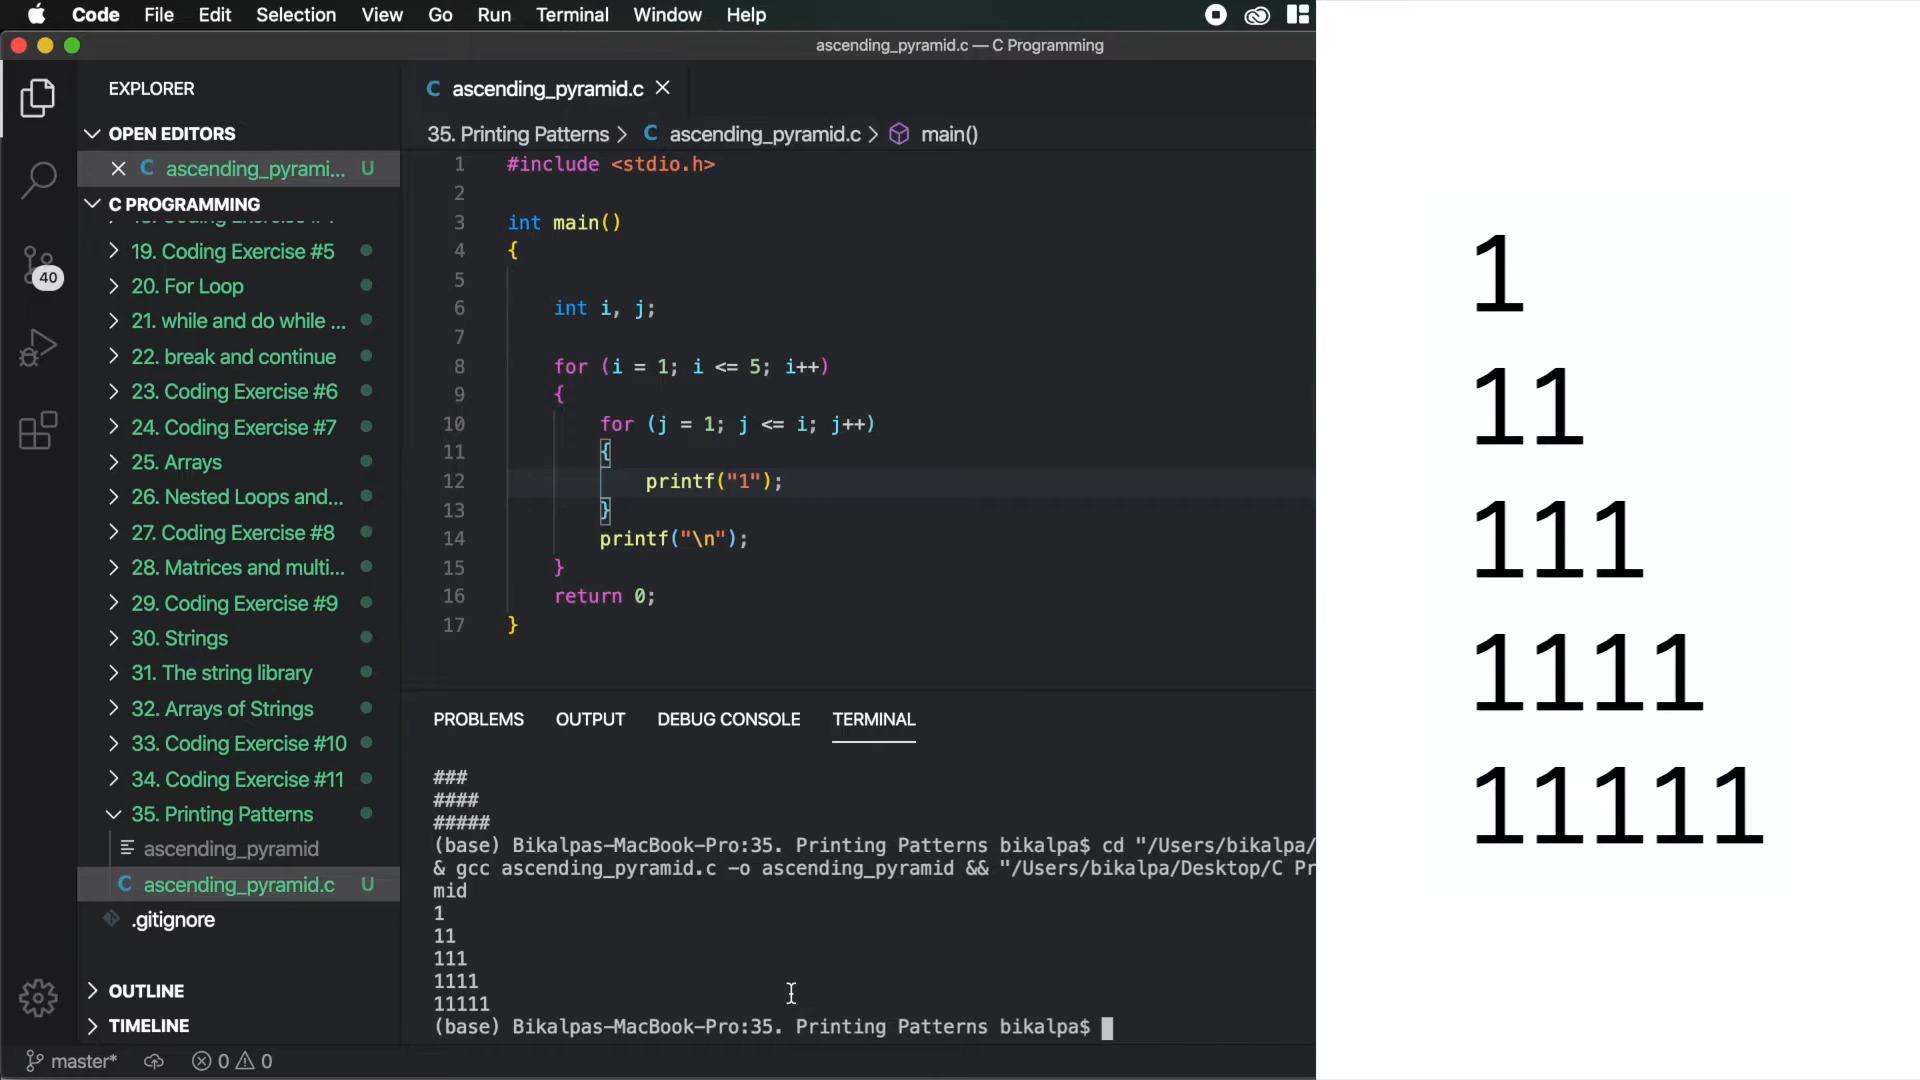 Code File Edit Selection View Go Run Terminal Window Help
ascending_pyramid.c — C Programming
EXPLORER
OPEN EDITORS
ascending_pyrami... U
C PROGRAMMING
19. Coding Exercise #5
20. For Loop
21. while and do while ...
22. break and continue
23. Coding Exercise #6
24. Coding Exercise #7
25. Arrays
26. Nested Loops and...
27. Coding Exercise #8
28. Matrices and multi...
29. Coding Exercise #9
30. Strings
31. The string library
32. Arrays of Strings
33. Coding Exercise #10
34. Coding Exercise #11
35. Printing Patterns
ascending_pyramid
C ascending_pyramid.c U
.gitignore
OUTLINE
TIMELINE
40
master* 0 0
C ascending_pyramid.c
35. Printing Patterns > C ascending_pyramid.c > main()
1 #include <stdio.h>
2
3 int main()
4 {
5
6 int i, j;
7
8 for (i = 1; i <= 5; i++)
9 {
10 for (j = 1; j <= i; j++)
11 {
12 printf("1");
13 }
14 printf("\n");
15 }
16 return 0;
17 }
PROBLEMS OUTPUT DEBUG CONSOLE TERMINAL
###
####
#####
(base) Bikalpas-MacBook-Pro:35. Printing Patterns bikalpa$ cd "/Users/bikalpa/
& gcc ascending_pyramid.c -o ascending_pyramid && "/Users/bikalpa/Desktop/C Pr
mid
1
11
111
1111
11111
(base) Bikalpas-MacBook-Pro:35. Printing Patterns bikalpa$
1
11
111
1111
11111